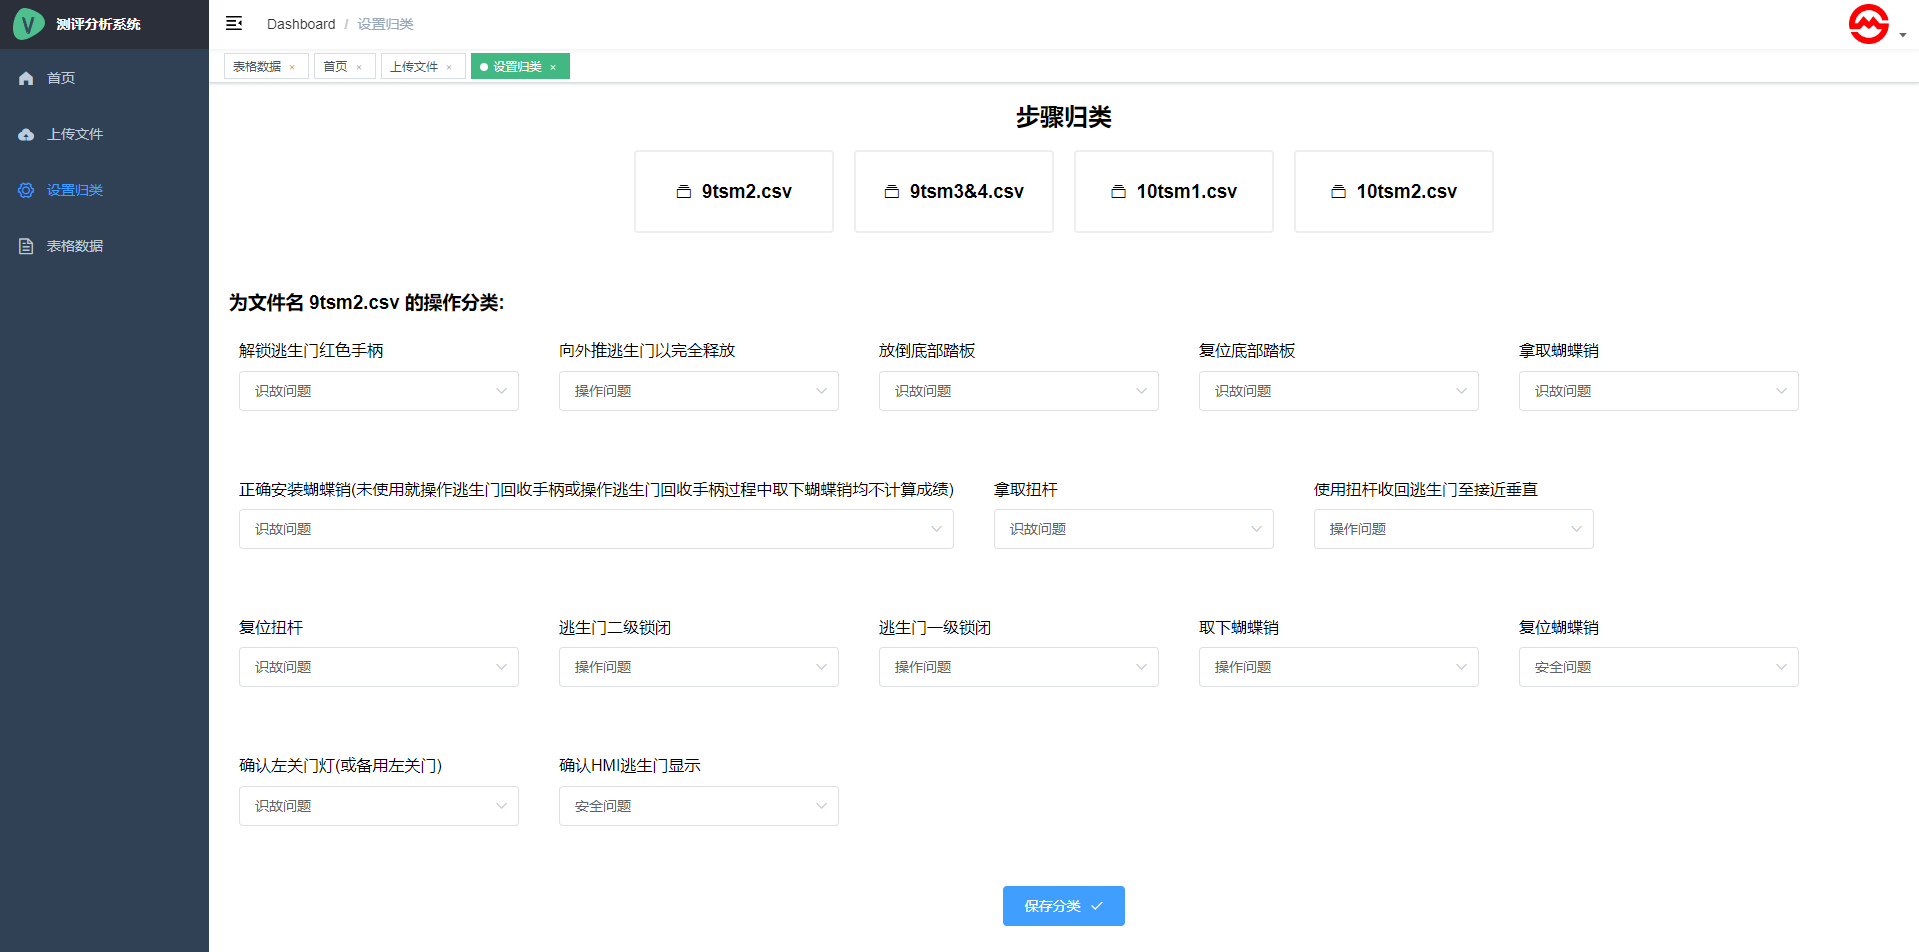 测评分析系统
Dashboard / 设置归类
首页
上传文件
设置归类
表格数据
表格数据 ×
首页 ×
上传文件 ×
设置归类 ×
步骤归类
9tsm2.csv
9tsm3&4.csv
10tsm1.csv
10tsm2.csv
为文件名 9tsm2.csv 的操作分类:
解锁逃生门红色手柄
识故问题
向外推逃生门以完全释放
操作问题
放倒底部踏板
识故问题
复位底部踏板
识故问题
拿取蝴蝶销
识故问题
正确安装蝴蝶销(未使用就操作逃生门回收手柄或操作逃生门回收手柄过程中取下蝴蝶销均不计算成绩)
识故问题
拿取扭杆
识故问题
使用扭杆收回逃生门至接近垂直
操作问题
复位扭杆
识故问题
逃生门二级锁闭
操作问题
逃生门一级锁闭
操作问题
取下蝴蝶销
操作问题
复位蝴蝶销
安全问题
确认左关门灯(或备用左关门)
识故问题
确认HMI逃生门显示
安全问题
保存分类